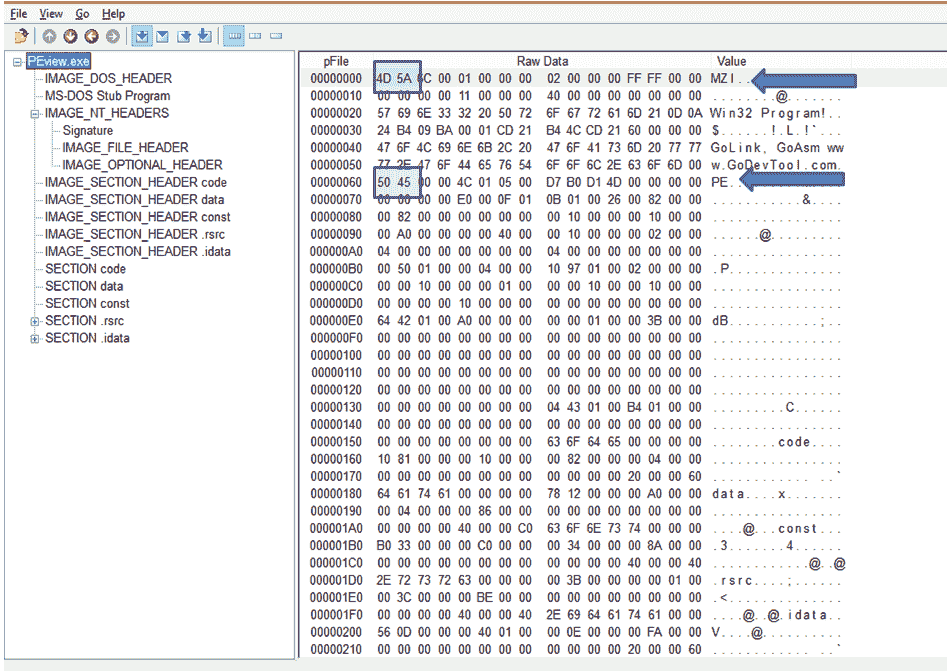 File View Go Help
PEview.exe
IMAGE_DOS_HEADER
MS-DOS Stub Program
IMAGE_NT_HEADERS
Signature
IMAGE_FILE_HEADER
IMAGE_OPTIONAL_HEADER
IMAGE_SECTION_HEADER code
IMAGE_SECTION_HEADER data
IMAGE_SECTION_HEADER const
IMAGE_SECTION_HEADER .rsrc
IMAGE_SECTION_HEADER .idata
SECTION code
SECTION data
SECTION const
SECTION .rsrc
SECTION .idata
pFile Raw Data Value
00000000 4D 5A 6C 00 01 00 00 00 02 00 00 00 FF FF 00 00 MZl..
00000010 00 00 00 00 11 00 00 00 40 00 00 00 00 00 00 00 ........@.......
00000020 57 69 6E 33 32 20 50 72 6F 67 72 61 6D 21 0D 0A Win32 Program!..
00000030 24 B4 09 BA 00 01 CD 21 B4 4C CD 21 60 00 00 00 $......!.L.!`...
00000040 47 6F 4C 69 6E 6B 2C 20 47 6F 41 73 6D 20 77 77 GoLink, GoAsm ww
00000050 77 2E 47 6F 44 65 76 54 6F 6F 6C 2E 63 6F 6D 00 w.GoDevTool.com.
00000060 50 45 00 00 4C 01 05 00 D7 B0 D1 4D 00 00 00 00 PE..
00000070 00 00 00 00 E0 00 0F 01 0B 01 00 26 00 82 00 00 ...........&....
00000080 00 82 00 00 00 00 00 00 00 10 00 00 00 10 00 00 ................
00000090 00 A0 00 00 00 00 40 00 00 10 00 00 00 02 00 00 ......@.........
000000A0 04 00 00 00 00 00 00 00 04 00 00 00 00 00 00 00 ................
000000B0 00 50 01 00 00 04 00 00 10 97 01 00 02 00 00 00 .P..............
000000C0 00 00 10 00 00 00 01 00 00 00 10 00 00 10 00 00 ................
000000D0 00 00 00 00 10 00 00 00 00 00 00 00 00 00 00 00 ................
000000E0 64 42 01 00 A0 00 00 00 00 00 01 00 00 3B 00 00 dB...........;..
000000F0 00 00 00 00 00 00 00 00 00 00 00 00 00 00 00 00 ................
00000100 00 00 00 00 00 00 00 00 00 00 00 00 00 00 00 00 ................
00000110 00 00 00 00 00 00 00 00 00 00 00 00 00 00 00 00 ................
00000120 00 00 00 00 00 00 00 00 00 00 00 00 00 00 00 00 ................
00000130 00 00 00 00 00 00 00 00 04 43 01 00 B4 01 00 00 .........C......
00000140 00 00 00 00 00 00 00 00 00 00 00 00 00 00 00 00 ................
00000150 00 00 00 00 00 00 00 00 63 6F 64 65 00 00 00 00 ........code....
00000160 10 81 00 00 00 10 00 00 00 82 00 00 00 04 00 00 ................
00000170 00 00 00 00 00 00 00 00 00 00 00 00 20 00 00 60 ............ ..`
00000180 64 61 74 61 00 00 00 00 78 12 00 00 00 A0 00 00 data....x.......
00000190 00 04 00 00 00 86 00 00 00 00 00 00 00 00 00 00 ................
000001A0 00 00 00 00 40 00 00 C0 63 6F 6E 73 74 00 00 00 ....@...const...
000001B0 B0 33 00 00 00 C0 00 00 00 34 00 00 00 8A 00 00 .3.......4......
000001C0 00 00 00 00 00 00 00 00 00 00 00 00 40 00 00 40 ............@..@
000001D0 2E 72 73 72 63 00 00 00 00 3B 00 00 00 00 01 00 .rsrc....;......
000001E0 00 3C 00 00 00 BE 00 00 00 00 00 00 00 00 00 00 .<..............
000001F0 00 00 00 00 40 00 00 40 2E 69 64 61 74 61 00 00 ....@..@.idata..
00000200 56 0D 00 00 00 40 01 00 00 0E 00 00 00 FA 00 00 V....@..........
00000210 00 00 00 00 00 00 00 00 00 00 00 00 20 00 00 60 ............ ..`